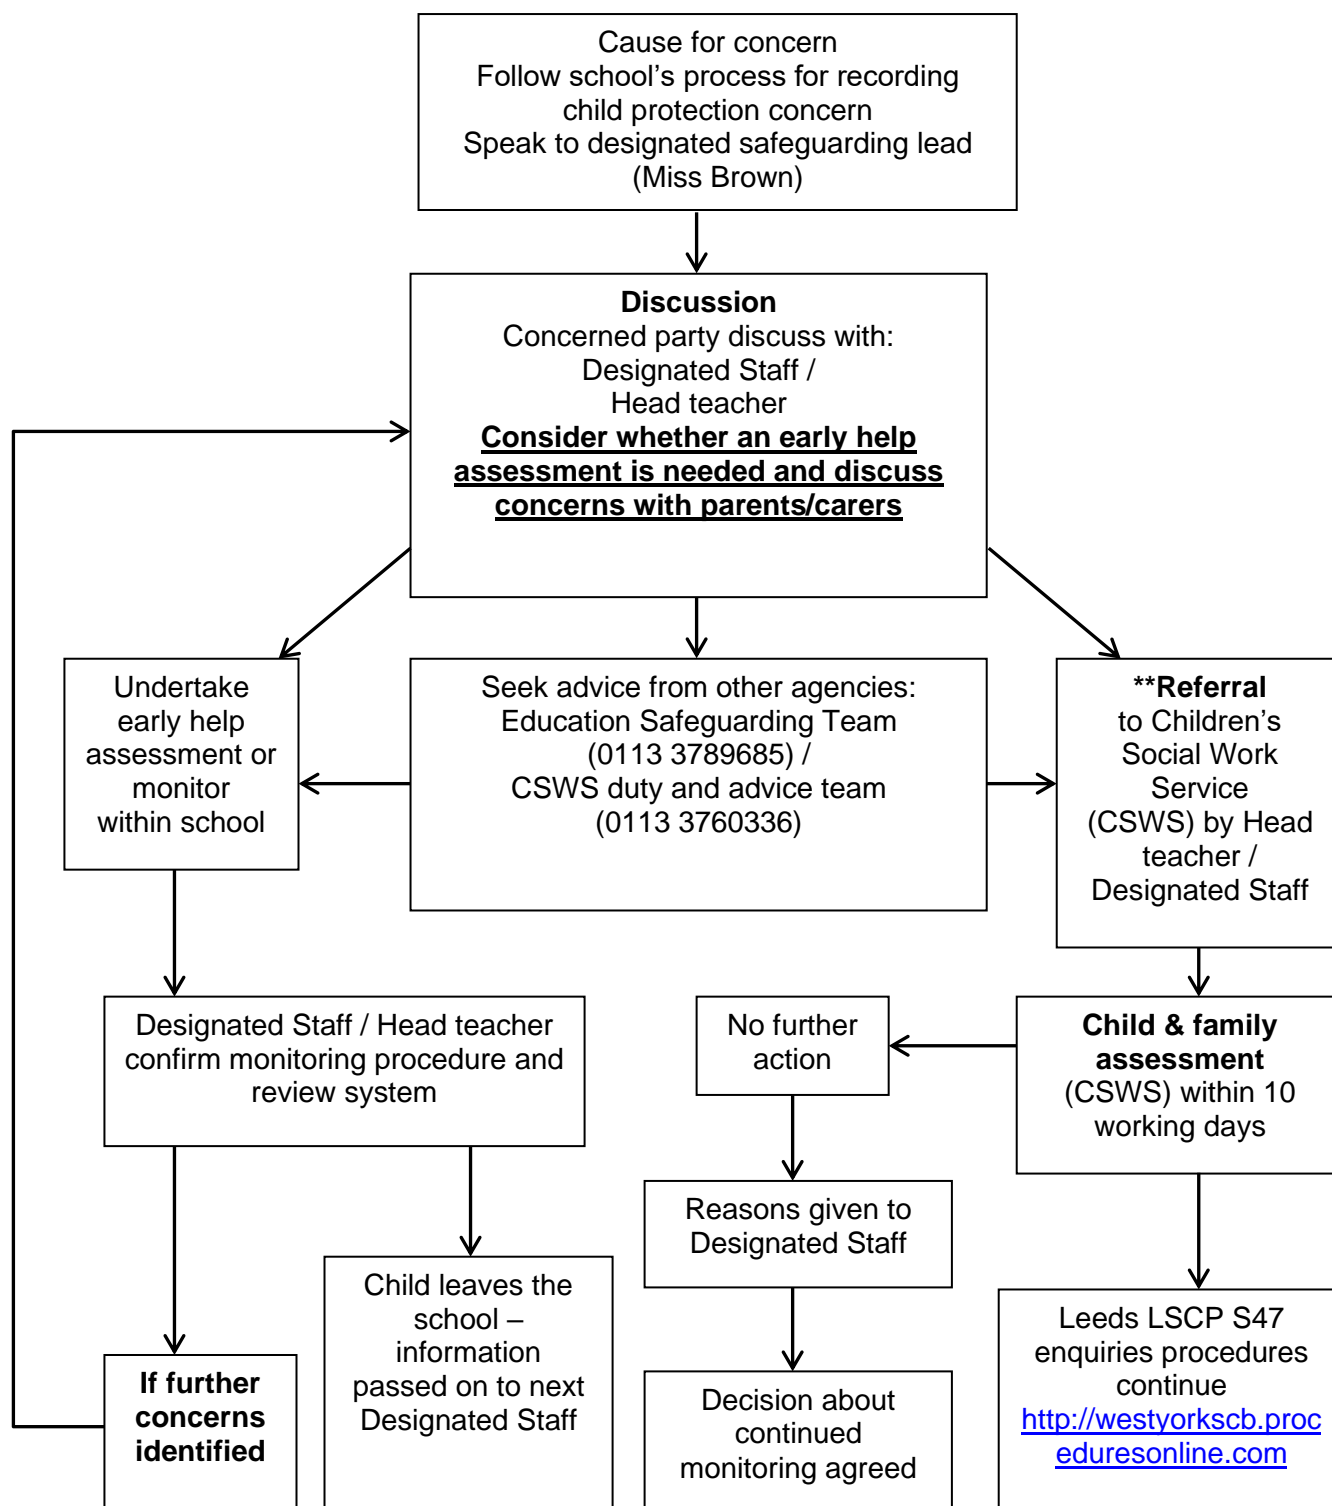 Cause for concern
Follow school's process for recording
child protection concern
Speak to designated safeguarding lead
(Miss Brown)
Discussion
Concerned party discuss with:
Designated Staff /
Head teacher
Consider whether an early help
assessment is needed and discuss
concerns with parents/carers
Undertake
early help
assessment or
monitor
within school
Seek advice from other agencies:
Education Safeguarding Team
(0113 3789685) /
CSWS duty and advice team
(0113 3760336)
**Referral
to Children's
Social Work
Service
(CSWS) by Head
teacher /
Designated Staff
Designated Staff / Head teacher
confirm monitoring procedure and
review system
No further
action
Child & family
assessment
(CSWS) within 10
working days
Reasons given to
Designated Staff
Child leaves the
school –
information
passed on to next
Designated Staff
Leeds LSCP S47
enquiries procedures
continue
http://westyorkscb.proc
eduresonline.com
If further
concerns
identified
Decision about
continued
monitoring agreed